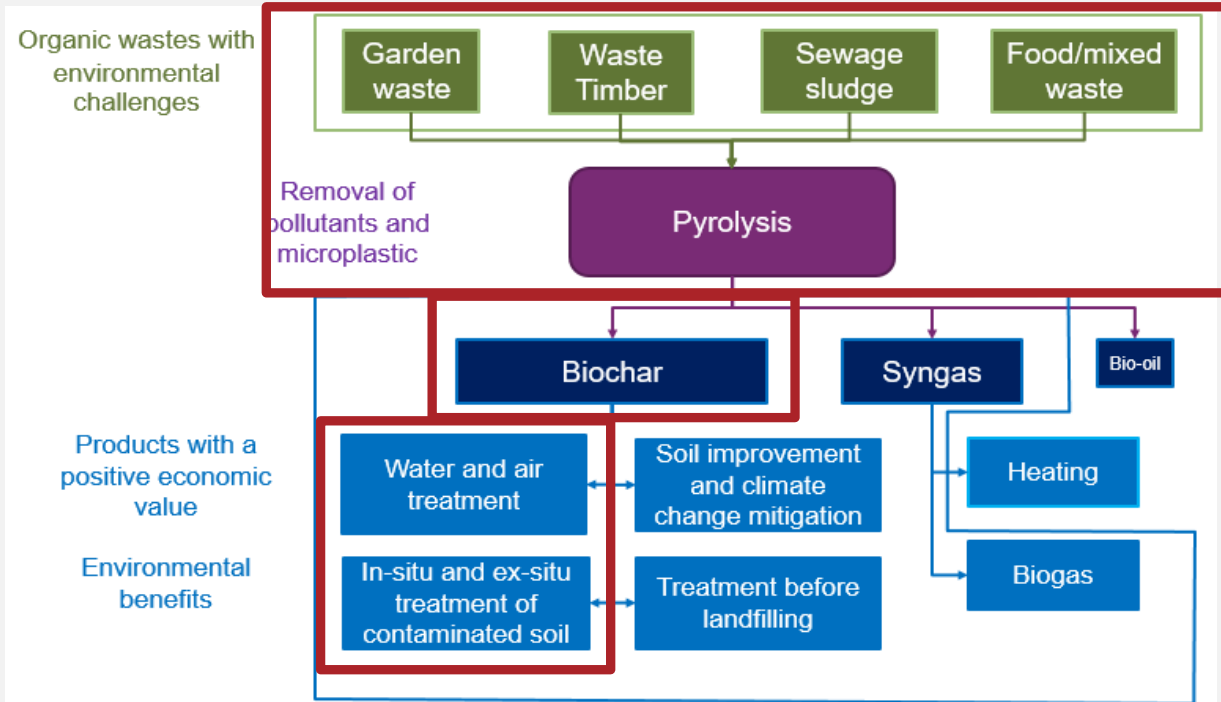 Organic wastes with
environmental
challenges
Garden
waste
Waste
Timber
Sewage
sludge
Food/mixed
waste
Removal of
pollutants and
microplastic
Pyrolysis
Biochar
Syngas
Bio-oil
Products with a
positive economic
value
Environmental
benefits
Water and air
treatment
Soil improvement
and climate
change mitigation
Heating
In-situ and ex-situ
treatment of
contaminated soil
Treatment before
landfilling
Biogas